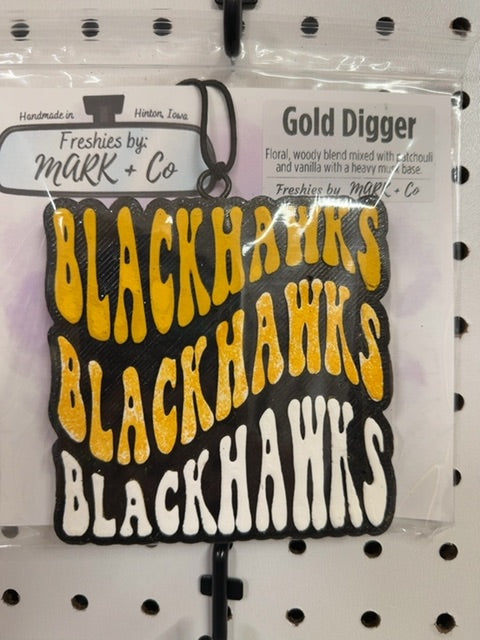 Handmade in Hinton, Iowa
Freshies by:
MARK + Co
Gold Digger
Floral, woody blend mixed with patchouli
and vanilla with a heavy musk base.
Freshies by MARK + Co
BLACKHAWKS
BLACKHAWKS
BLACKHAWKS